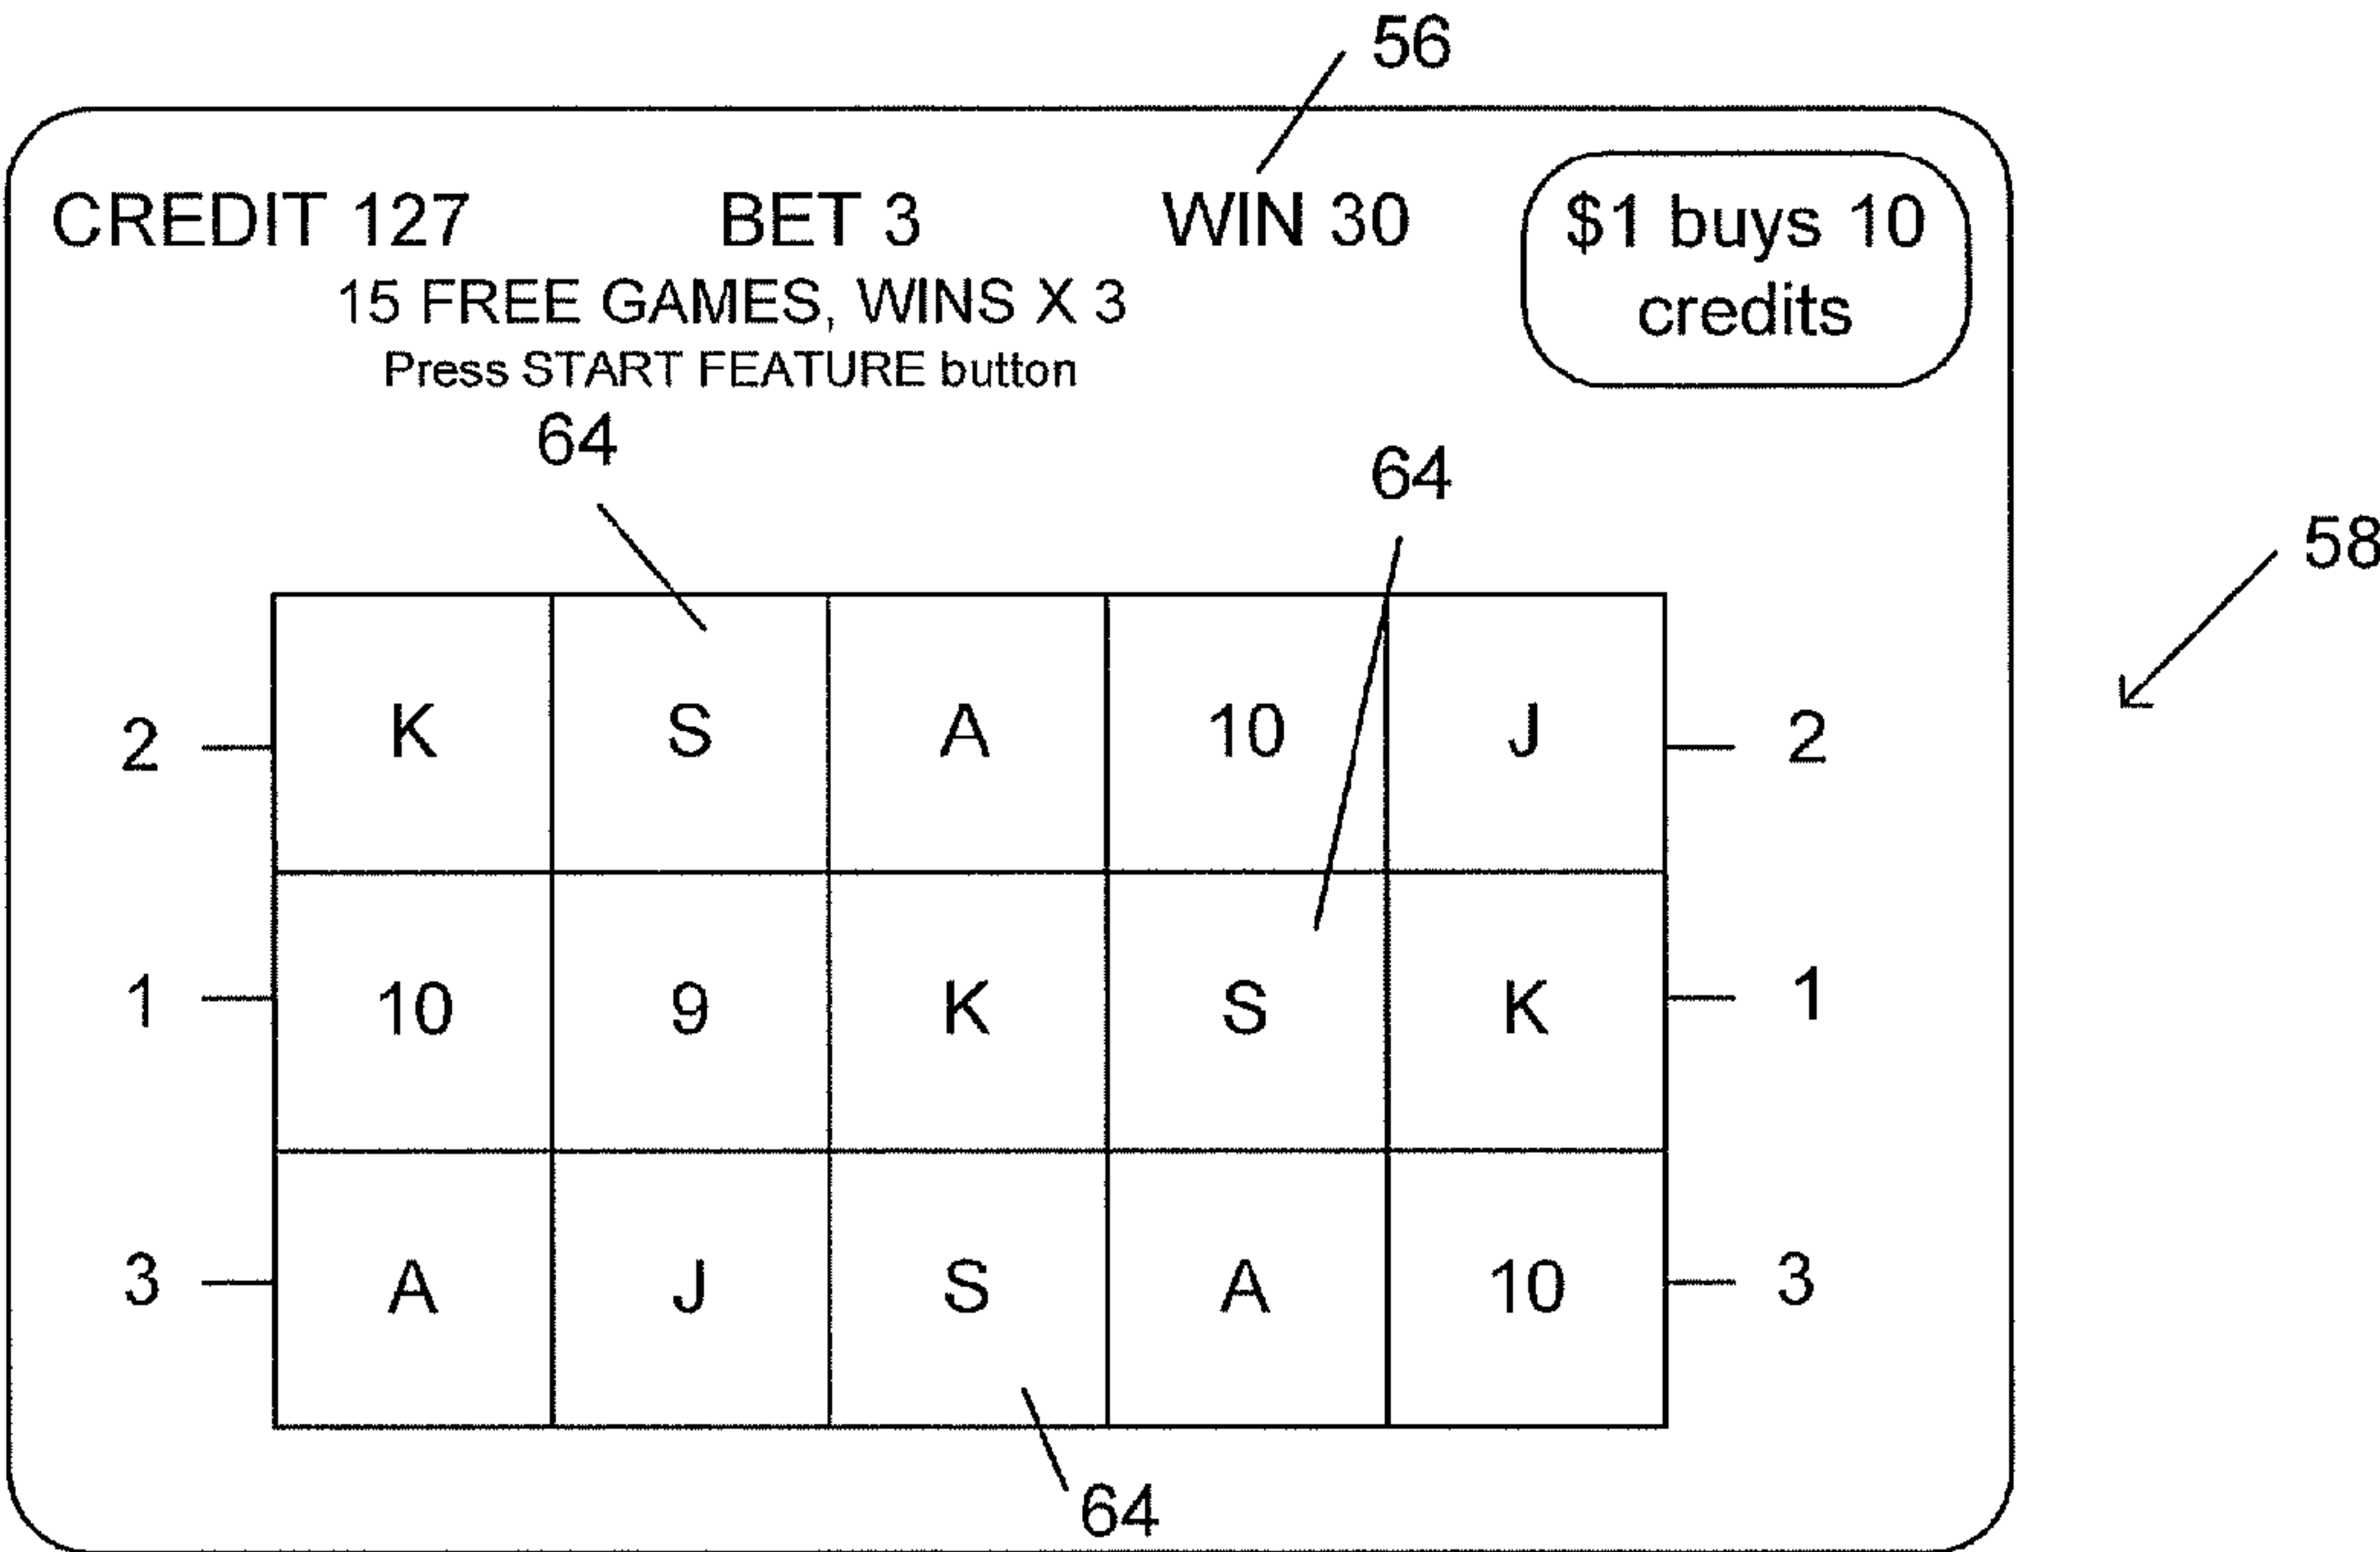 56
CREDIT 127 BET 3 WIN 30 $1 buys 10
credits
15 FREE GAMES, WINS X 3
Press START FEATURE button
64 64
58
2 K S A 10 J 2
1 10 9 K S K 1
3 A J S A 10 3
64